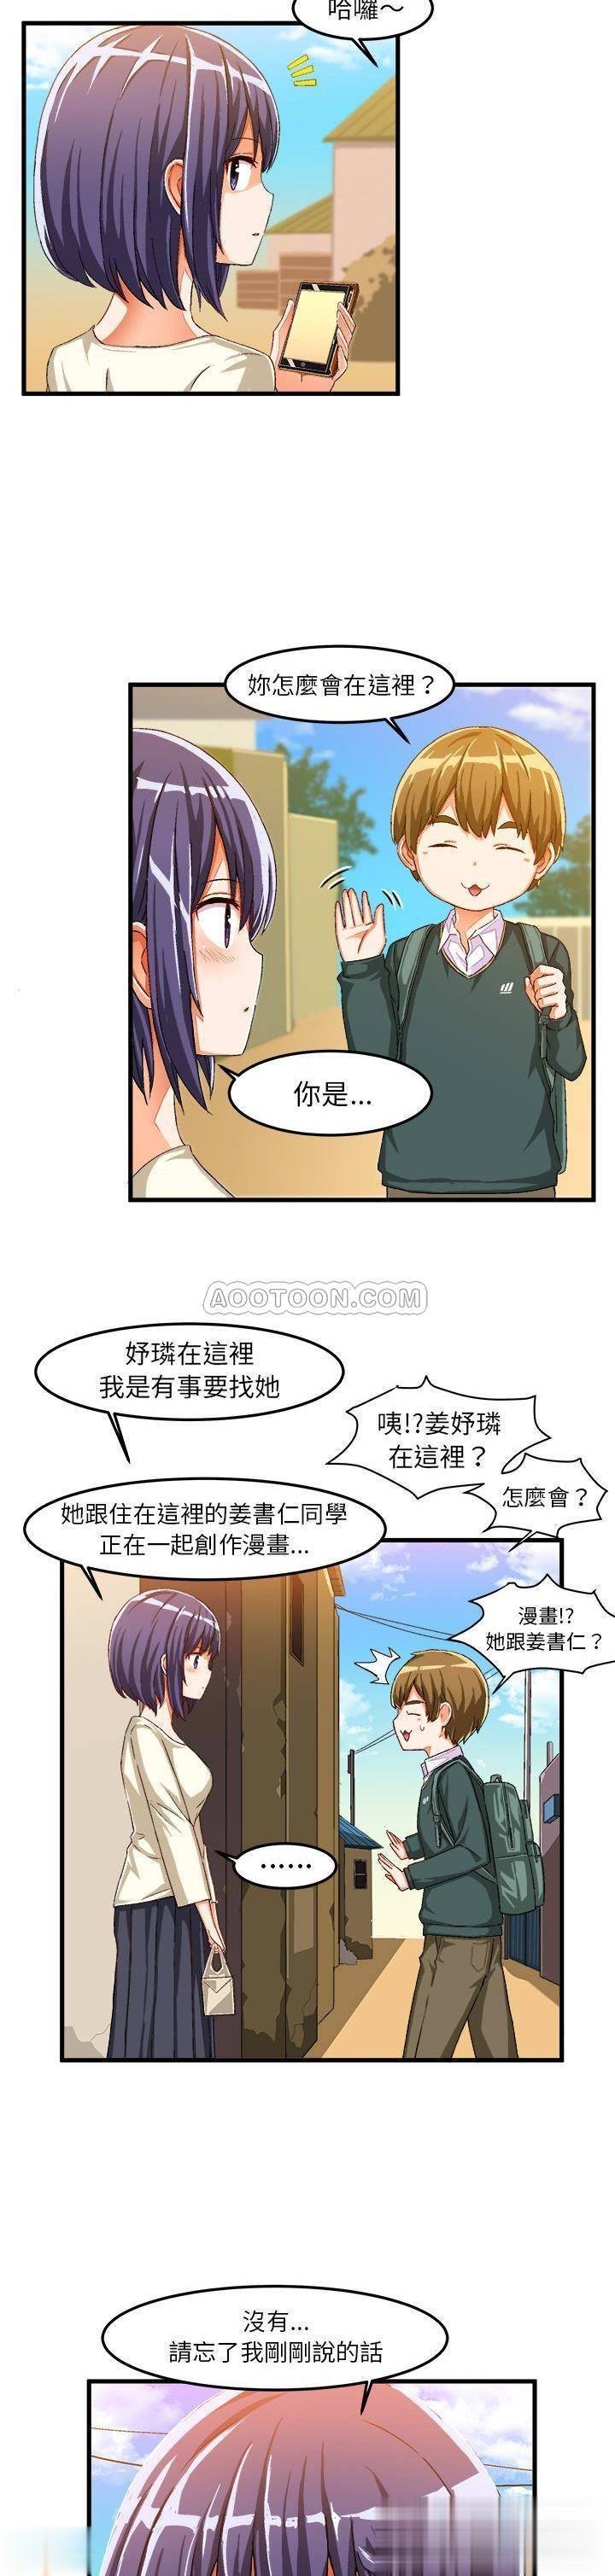 哈囉～
妳怎麼會在這裡？
你是...
AOOTOON.COM
妤璘在這裡
我是有事要找她
咦!?姜妤璘
在這裡？
怎麼會？
她跟住在這裡的姜書仁同學
正在一起創作漫畫...
漫畫!?
她跟姜書仁？
......
沒有...
請忘了我剛剛說的話